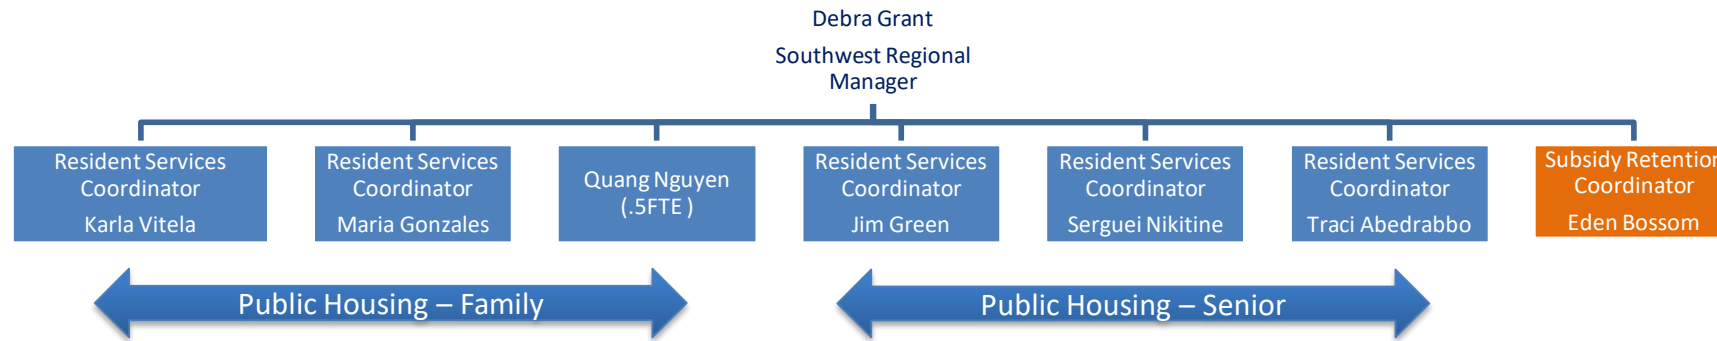 Debra Grant
Southwest Regional
Manager
Resident Services
Coordinator
Karla Vitela
Resident Services
Coordinator
Maria Gonzales
Quang Nguyen
(.5FTE )
Resident Services
Coordinator
Jim Green
Resident Services
Coordinator
Serguei Nikitine
Resident Services
Coordinator
Traci Abedrabbo
Subsidy Retention
Coordinator
Eden Bossom
Public Housing – Family
Public Housing – Senior